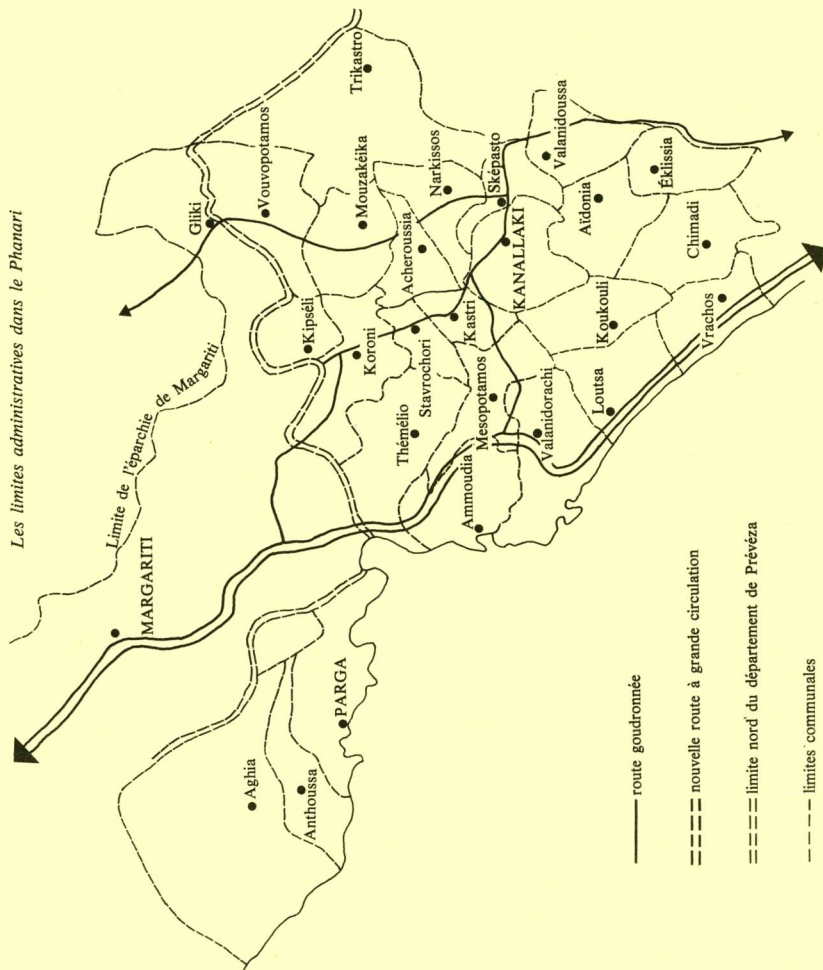 Les limites administratives dans le Phanari
Trikastro
Vouvopotamos
Gliki
Mouzakéika
Narkissos
Sképasto
Valanidoussa
Éklissia
Acheroussia
Aïdonia
KANALLAKI
Chimadi
Kipséli
Koroni
Stavrochori
Kastri
Koukouli
Vrachos
Limite de l'éparchie de Margariti
Thémélio
Mesopotamos
Valanidorachi
Loutsa
Ammoudia
MARGARITI
PARGA
Aghia
Anthoussa
route goudronnée
nouvelle route à grande circulation
limite nord du département de Prévéza
limites communales